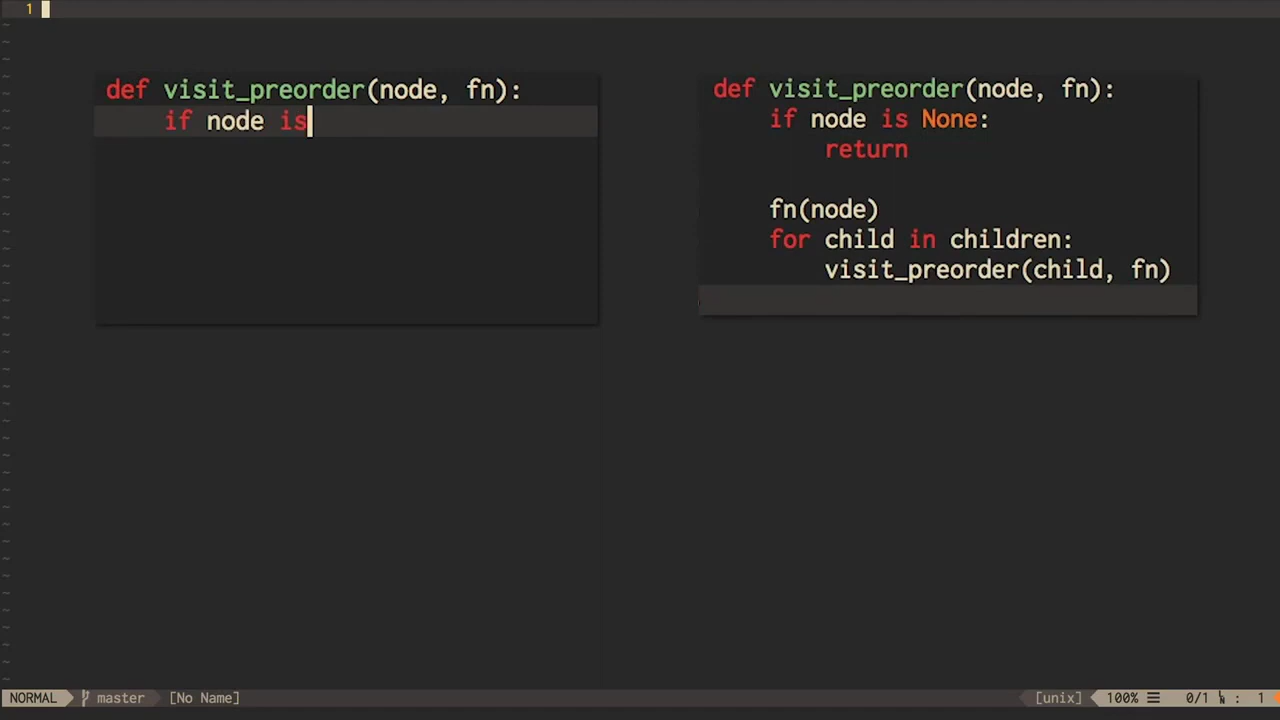 1
def visit_preorder(node, fn):
    if node is
def visit_preorder(node, fn):
    if node is None:
        return
    fn(node)
    for child in children:
        visit_preorder(child, fn)
NORMAL master [No Name] [unix] 100% ☰ 0/1 ㏑ : 1